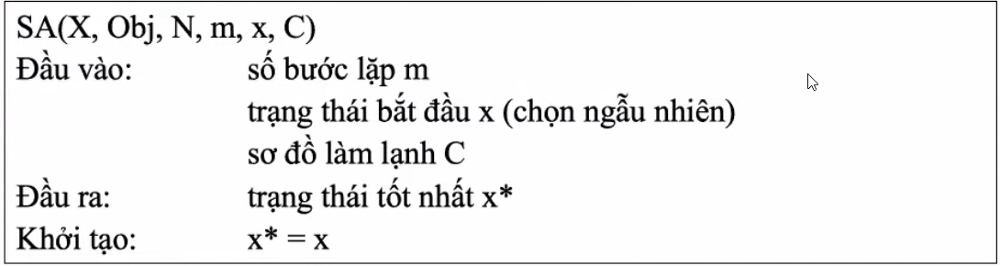 SA(X, Obj, N, m, x, C)
Đầu vào: số bước lặp m
trạng thái bắt đầu x (chọn ngẫu nhiên)
sơ đồ làm lạnh C
Đầu ra: trạng thái tốt nhất x*
Khởi tạo: x* = x